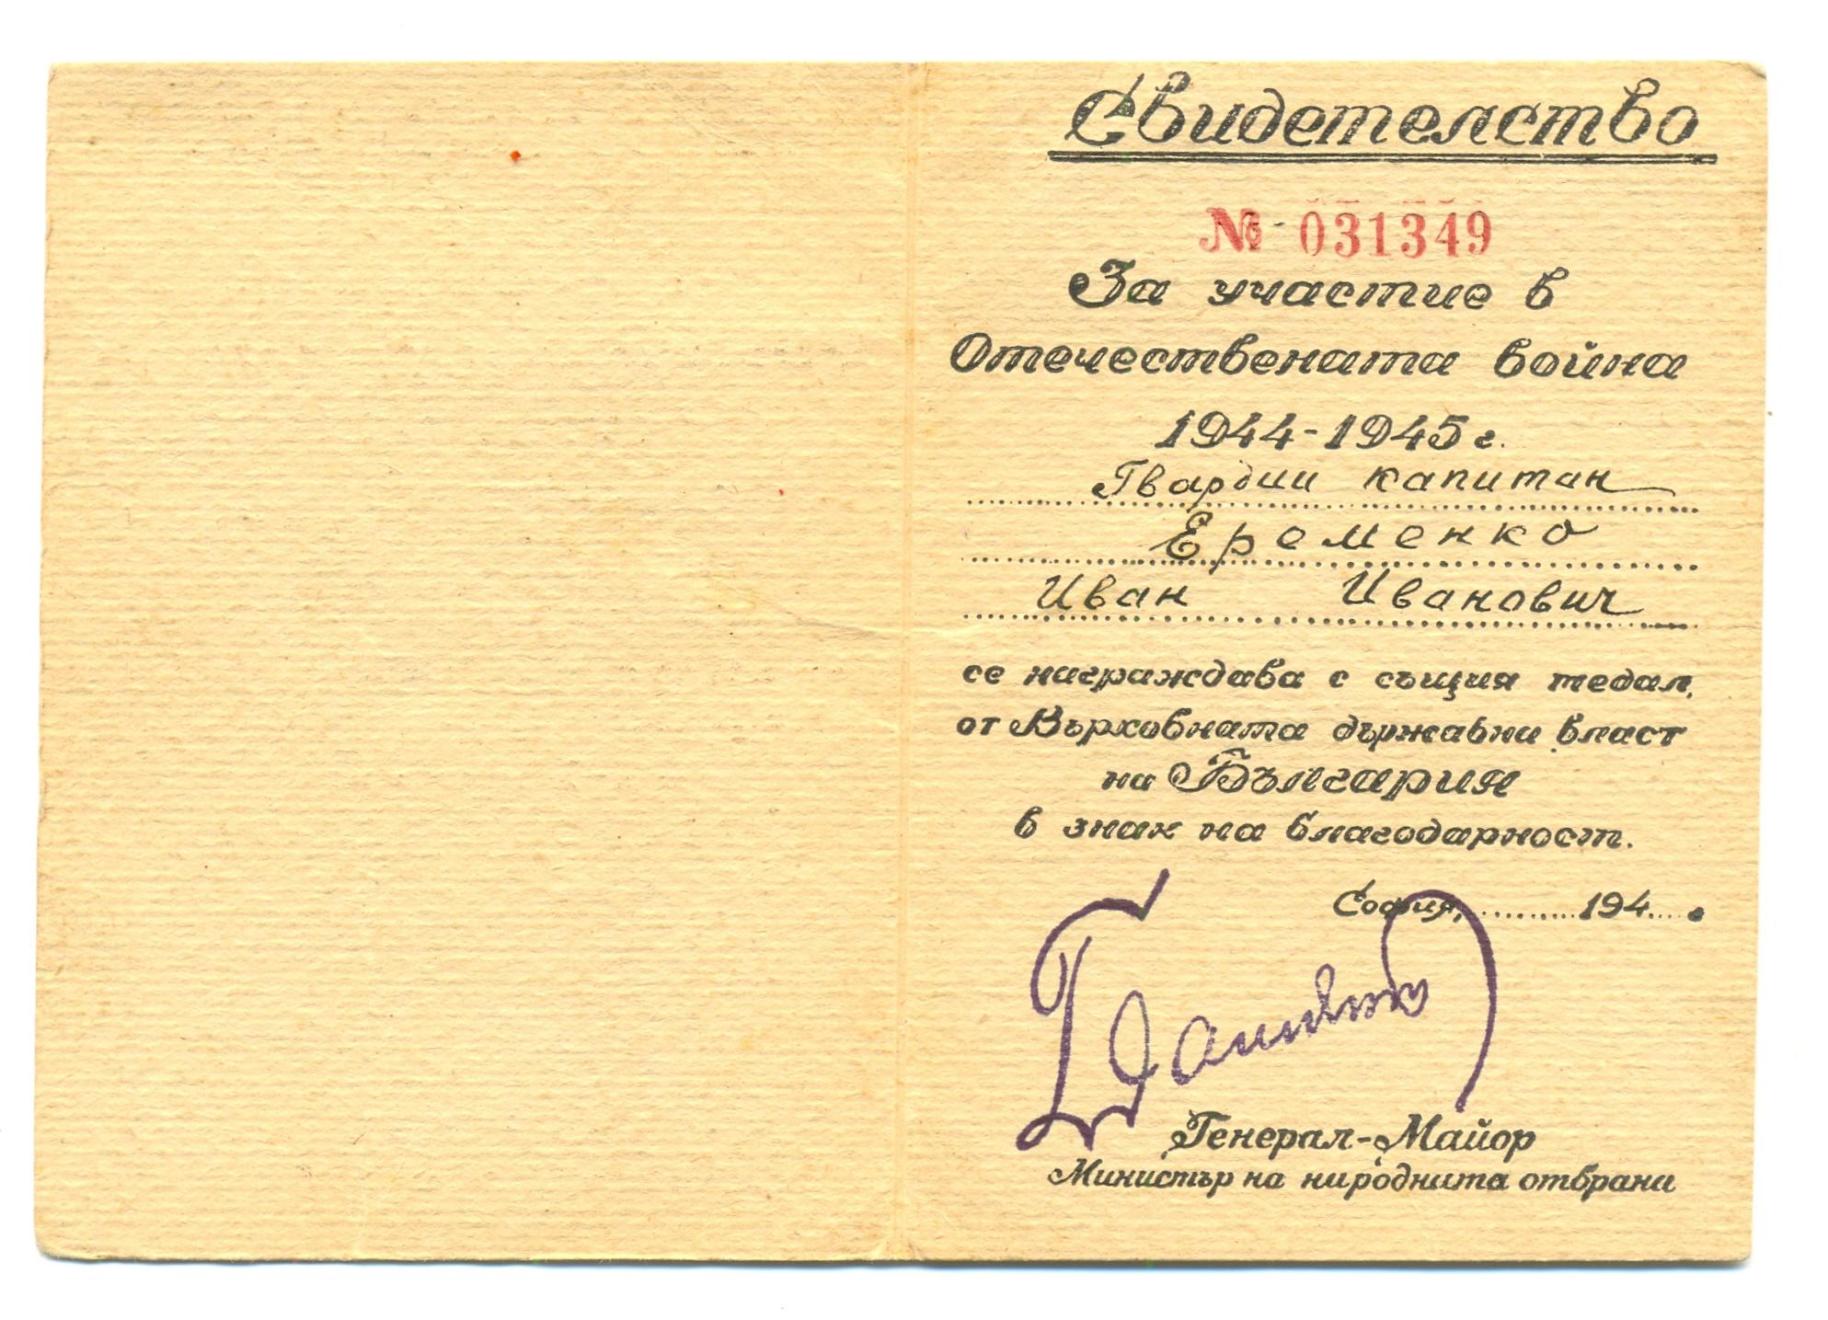 Свидетелство
№ 031349
За участие в
Отечествената война
1944-1945 г.
Гвардии капитан
Еременко
Иван Иванович
се награждава с същия медал,
от Върховната държавна власт
на България
в знак на благодарност.
София, 194 .
Генерал-Майор
Министър на народната отбрана